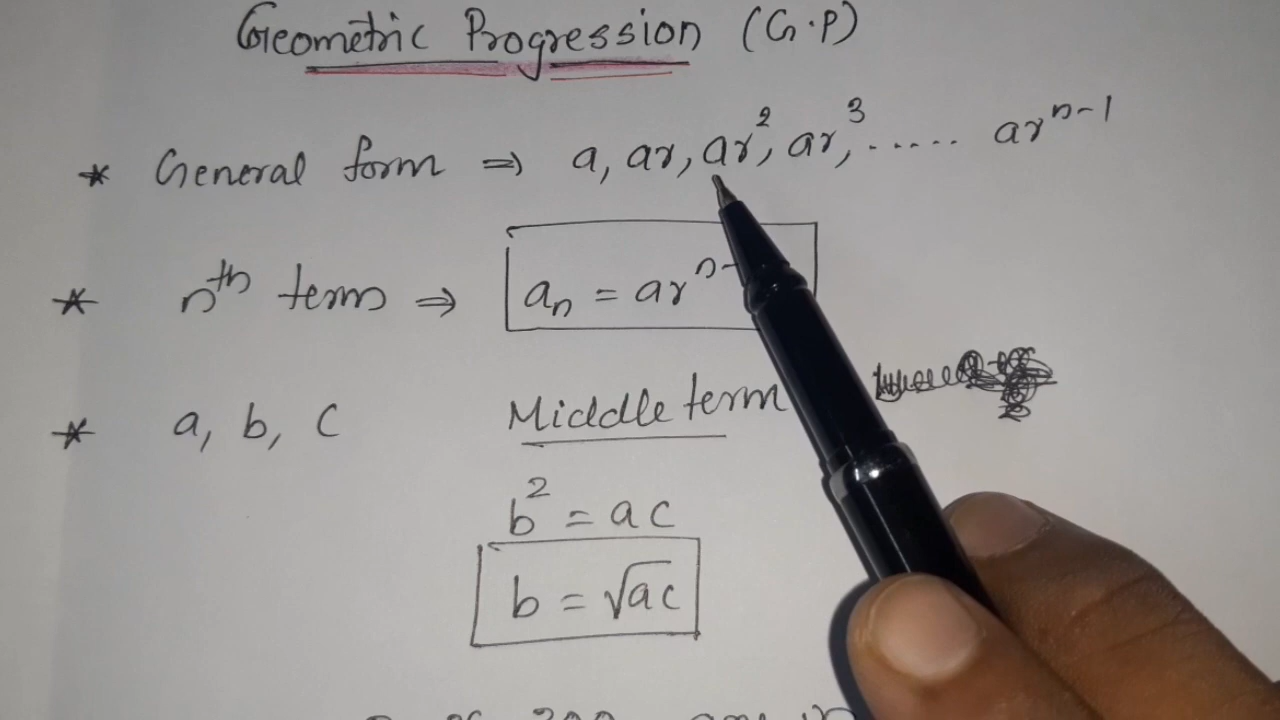 Geometric Progression (G.P)
* General form ⇒ a, ar, ar², ar³, ..... arⁿ⁻¹
* nᵗʰ term ⇒ aₙ = arⁿ⁻
* a, b, c Middle term
b² = ac
b = √ac